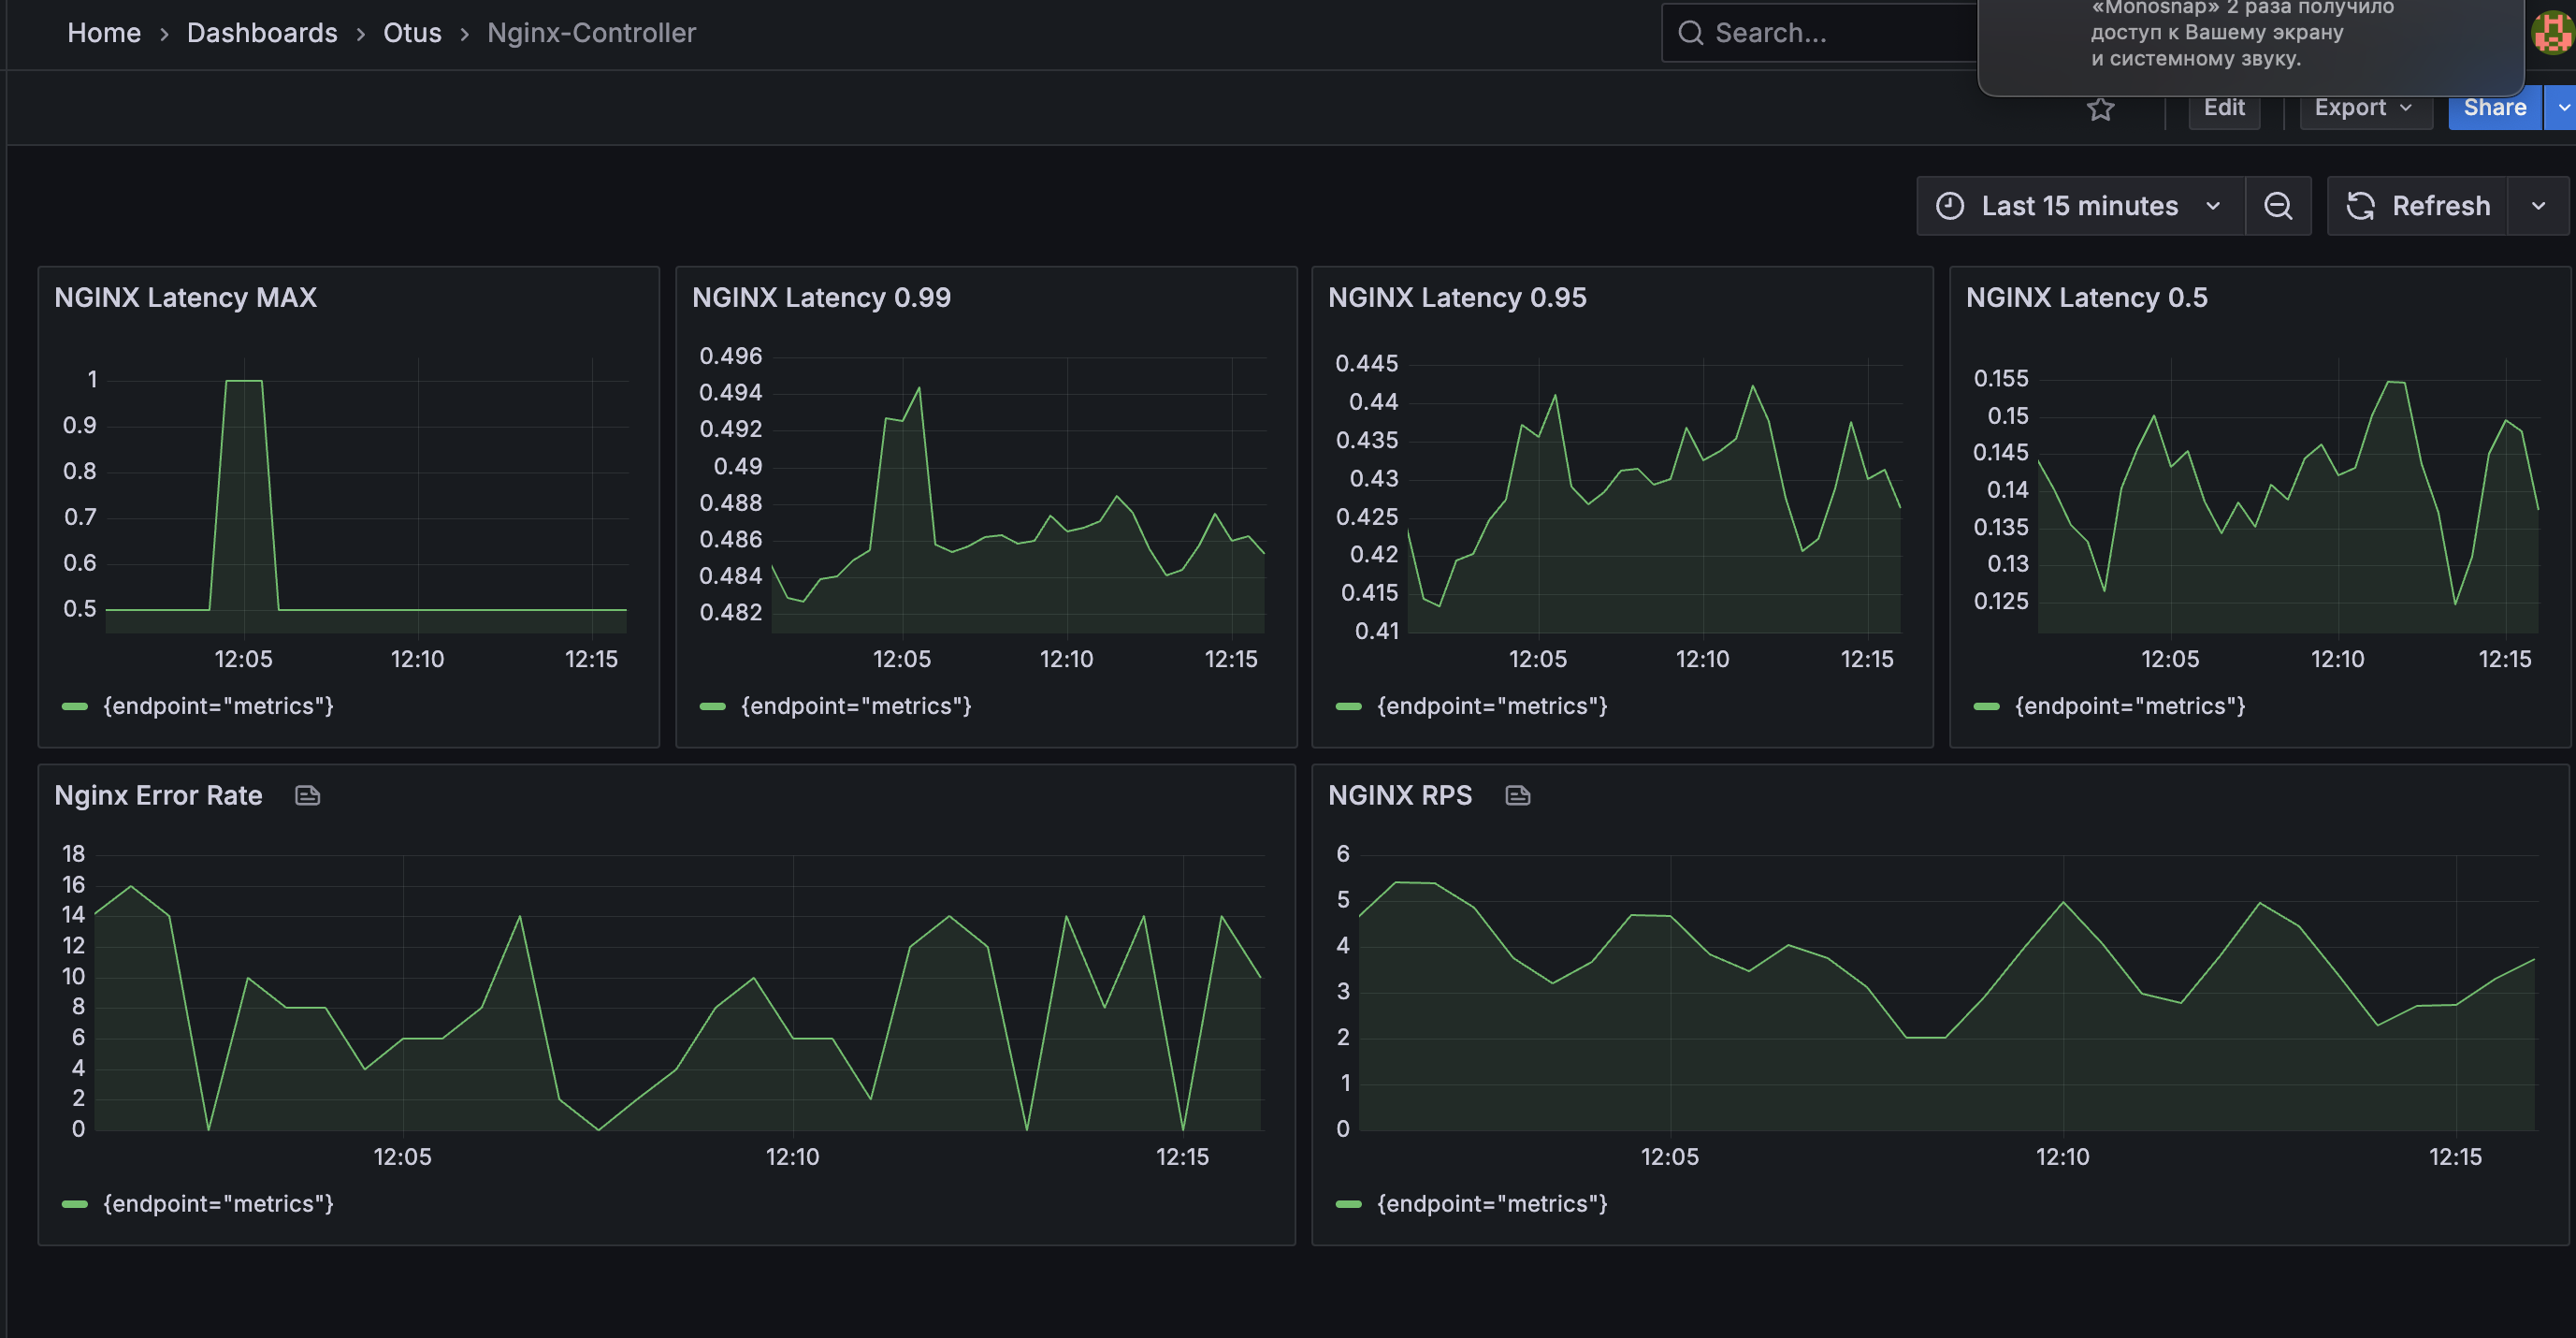 Home › Dashboards › Otus › Nginx-Controller
Search...
«Monosnap» 2 раза получило
доступ к Вашему экрану
и системному звуку.
Edit
Export
Share
Last 15 minutes
Refresh
NGINX Latency MAX
1
0.9
0.8
0.7
0.6
0.5
12:05 12:10 12:15
{endpoint="metrics"}
NGINX Latency 0.99
0.496
0.494
0.492
0.49
0.488
0.486
0.484
0.482
12:05 12:10 12:15
{endpoint="metrics"}
NGINX Latency 0.95
0.445
0.44
0.435
0.43
0.425
0.42
0.415
0.41
12:05 12:10 12:15
{endpoint="metrics"}
NGINX Latency 0.5
0.155
0.15
0.145
0.14
0.135
0.13
0.125
12:05 12:10 12:15
{endpoint="metrics"}
Nginx Error Rate
18
16
14
12
10
8
6
4
2
0
12:05 12:10 12:15
{endpoint="metrics"}
NGINX RPS
6
5
4
3
2
1
0
12:05 12:10 12:15
{endpoint="metrics"}